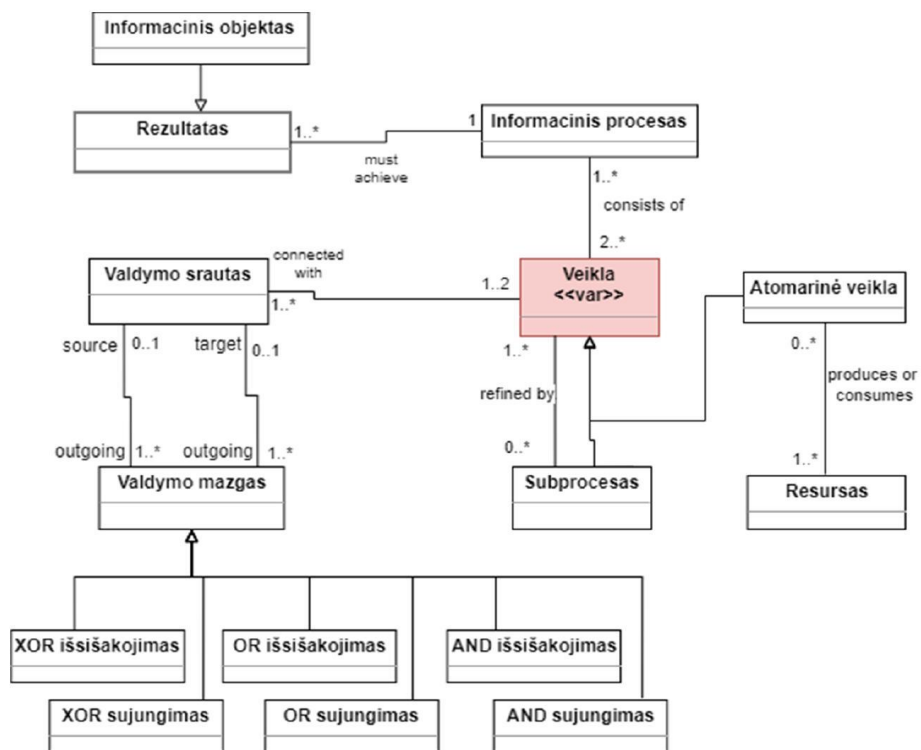 Informacinis objektas
Rezultatas
1..*
must
achieve
1
Informacinis procesas
1..*
consists of
2..*
Valdymo srautas
connected
with
1..*
1..2
Veikla
<<var>>
Atomarinė veikla
source
0..1
target
0..1
1..*
refined by
0..*
0..*
produces or
consumes
1..*
outgoing
1..*
outgoing
1..*
Valdymo mazgas
Subprocesas
Resursas
XOR išsišakojimas
OR išsišakojimas
AND išsišakojimas
XOR sujungimas
OR sujungimas
AND sujungimas